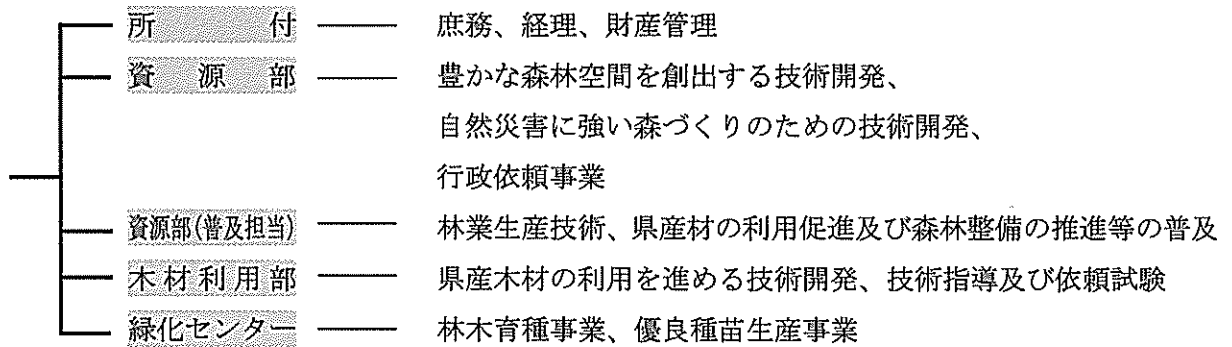 所付 庶務、経理、財産管理
資源部 豊かな森林空間を創出する技術開発、
自然災害に強い森づくりのための技術開発、
行政依頼事業
資源部(普及担当) 林業生産技術、県産材の利用促進及び森林整備の推進等の普及
木材利用部 県産木材の利用を進める技術開発、技術指導及び依頼試験
緑化センター 林木育種事業、優良種苗生産事業